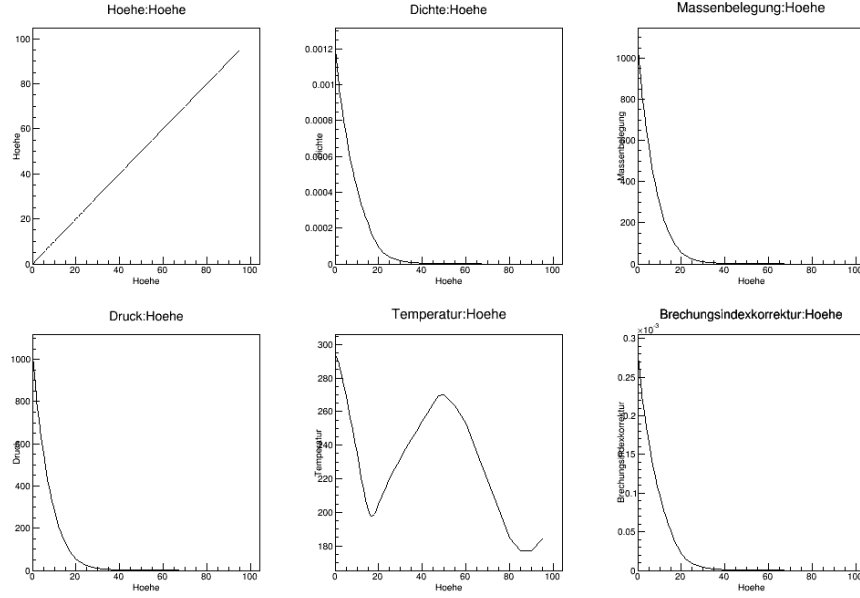 Hoehe:Hoehe
100
80
60
40
20
0
Hoehe
0 20 40 60 80 100
Hoehe
Dichte:Hoehe
0.0012
0.001
0.0008
0.0006
0.0004
0.0002
0
Dichte
0 20 40 60 80 100
Hoehe
Massenbelegung:Hoehe
1000
800
600
400
200
0
Massenbelegung
0 20 40 60 80 100
Hoehe
Druck:Hoehe
1000
800
600
400
200
0
Druck
0 20 40 60 80 100
Hoehe
Temperatur:Hoehe
300
280
260
240
220
200
180
Temperatur
0 20 40 60 80 100
Hoehe
Brechungsindexkorrektur:Hoehe
×10⁻³
0.3
0.25
0.2
0.15
0.1
0.05
0
Brechungsindexkorrektur
0 20 40 60 80 100
Hoehe